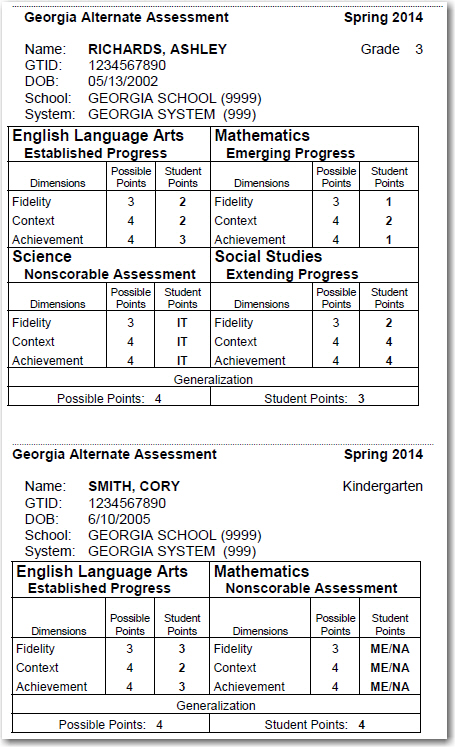 Georgia Alternate Assessment Spring 2014
Name: RICHARDS, ASHLEY Grade 3
GTID: 1234567890
DOB: 05/13/2002
School: GEORGIA SCHOOL (9999)
System: GEORGIA SYSTEM (999)
English Language Arts Mathematics
Established Progress Emerging Progress
Possible Student Possible Student
Dimensions Points Points Dimensions Points Points
Fidelity 3 2 Fidelity 3 1
Context 4 2 Context 4 2
Achievement 4 3 Achievement 4 1
Science Social Studies
Nonscorable Assessment Extending Progress
Possible Student Possible Student
Dimensions Points Points Dimensions Points Points
Fidelity 3 IT Fidelity 3 2
Context 4 IT Context 4 4
Achievement 4 IT Achievement 4 4
Generalization
Possible Points: 4 Student Points: 3
Georgia Alternate Assessment Spring 2014
Name: SMITH, CORY Kindergarten
GTID: 1234567890
DOB: 6/10/2005
School: GEORGIA SCHOOL (9999)
System: GEORGIA SYSTEM (999)
English Language Arts Mathematics
Established Progress Nonscorable Assessment
Possible Student Possible Student
Dimensions Points Points Dimensions Points Points
Fidelity 3 3 Fidelity 3 ME/NA
Context 4 2 Context 4 ME/NA
Achievement 4 3 Achievement 4 ME/NA
Generalization
Possible Points: 4 Student Points: 4